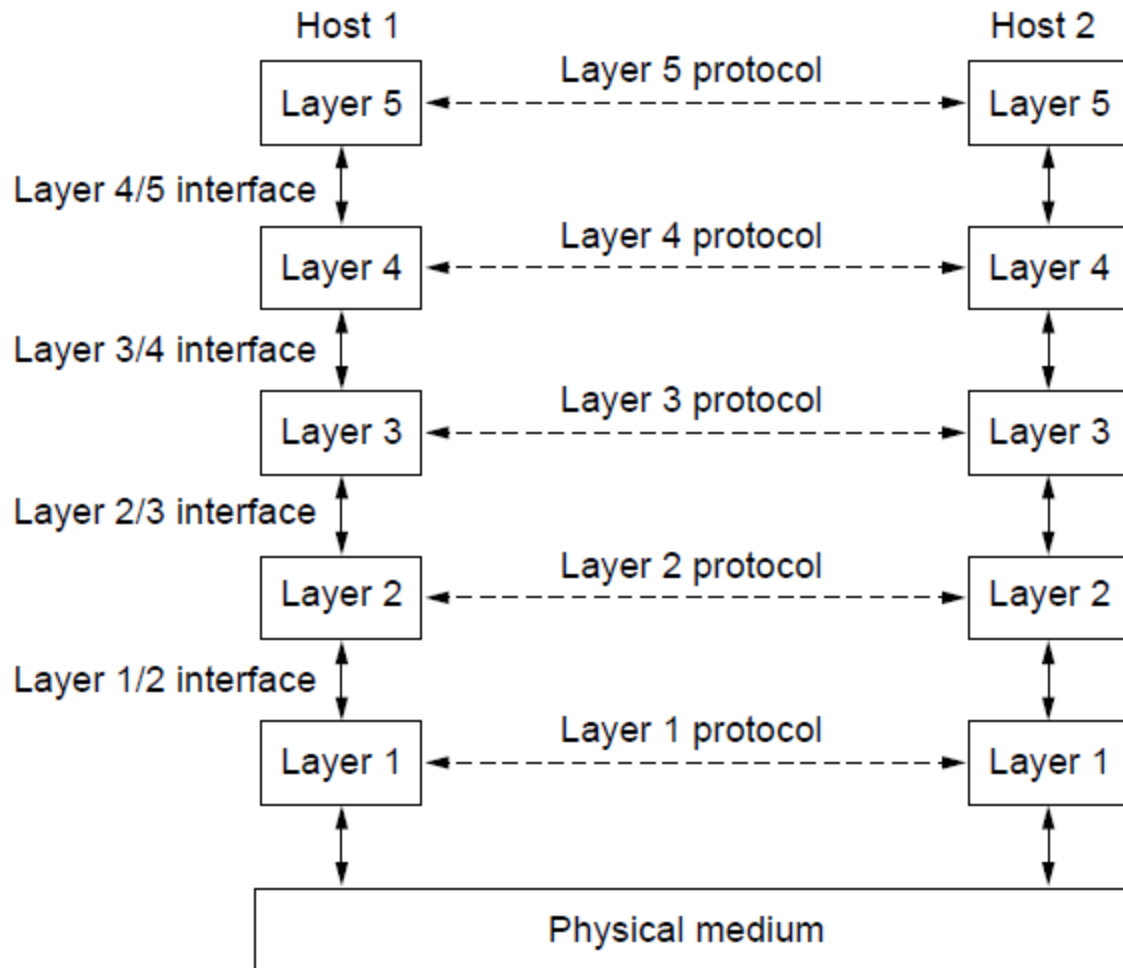 Host 1
Host 2
Layer 5 protocol
Layer 5
Layer 5
Layer 4/5 interface
Layer 4 protocol
Layer 4
Layer 4
Layer 3/4 interface
Layer 3 protocol
Layer 3
Layer 3
Layer 2/3 interface
Layer 2 protocol
Layer 2
Layer 2
Layer 1/2 interface
Layer 1 protocol
Layer 1
Layer 1
Physical medium